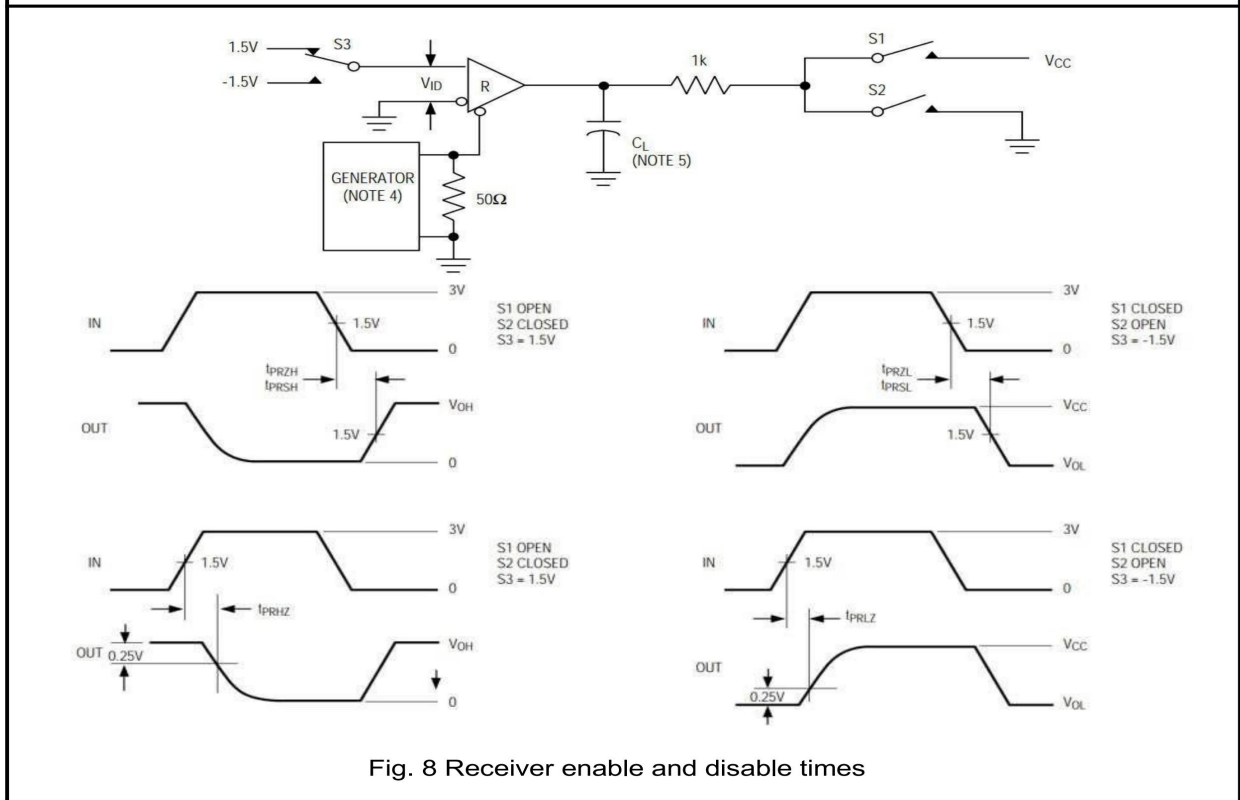 1.5V
S3
-1.5V
VID
R
1k
S1
VCC
S2
CL
(NOTE 5)
GENERATOR
(NOTE 4)
50Ω
IN
3V
1.5V
0
S1 OPEN
S2 CLOSED
S3 = 1.5V
tPRZH
tPRSH
OUT
VOH
1.5V
0
IN
3V
1.5V
0
S1 CLOSED
S2 OPEN
S3 = -1.5V
tPRZL
tPRSL
OUT
VCC
1.5V
VOL
IN
3V
1.5V
0
S1 OPEN
S2 CLOSED
S3 = 1.5V
tPRHZ
OUT
0.25V
VOH
0
IN
3V
1.5V
0
S1 CLOSED
S2 OPEN
S3 = -1.5V
tPRLZ
OUT
0.25V
VCC
VOL
Fig. 8 Receiver enable and disable times